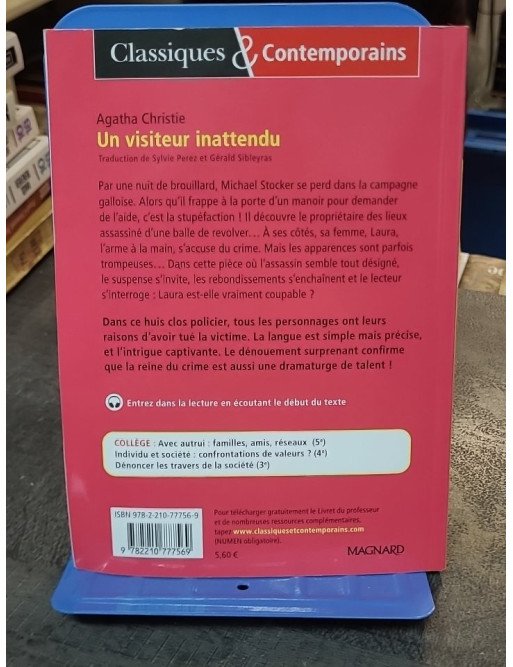 Classiques & Contemporains
Agatha Christie
Un visiteur inattendu
Traduction de Sylvie Perez et Gérald Sibleyras
Par une nuit de brouillard, Michael Stocker se perd dans la campagne
galloise. Alors qu'il frappe à la porte d'un manoir pour demander
de l'aide, c'est la stupéfaction ! Il découvre le propriétaire des lieux
assassiné d'une balle de revolver... À ses côtés, sa femme, Laura,
l'arme à la main, s'accuse du crime. Mais les apparences sont parfois
trompeuses... Dans cette pièce où l'assassin semble tout désigné,
le suspense s'invite, les rebondissements s'enchaînent et le lecteur
s'interroge : Laura est-elle vraiment coupable ?
Dans ce huis clos policier, tous les personnages ont leurs
raisons d'avoir tué la victime. La langue est simple mais précise,
et l'intrigue captivante. Le dénouement surprenant confirme
que la reine du crime est aussi une dramaturge de talent !
Entrez dans la lecture en écoutant le début du texte
COLLÈGE : Avec autrui : familles, amis, réseaux (5e)
Individu et société : confrontations de valeurs ? (4e)
Dénoncer les travers de la société (3e)
ISBN 978-2-210-77756-9
9 782210 777569
Pour télécharger gratuitement le Livret du professeur
et de nombreuses ressources complémentaires,
tapez www.classiquesetcontemporains.com
(NUMEN obligatoire).
5,60 €
MAGNARD